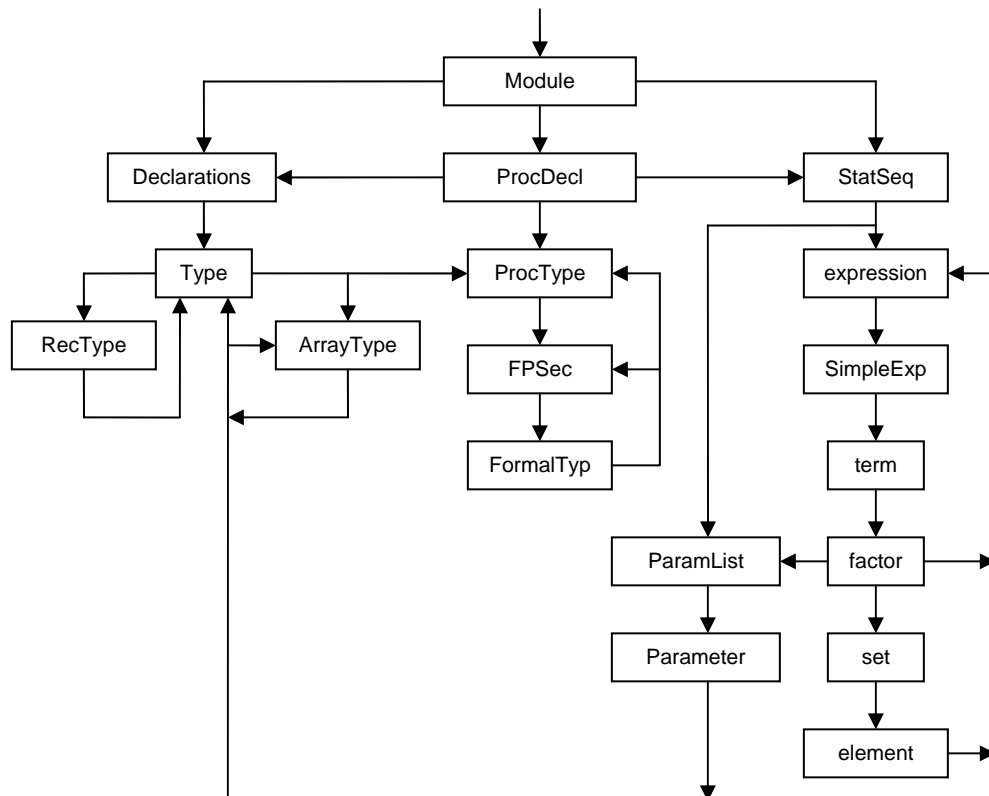 Module
Declarations
ProcDecl
StatSeq
Type
ProcType
expression
RecType
ArrayType
FPSec
SimpleExp
FormalTyp
term
ParamList
factor
Parameter
set
element